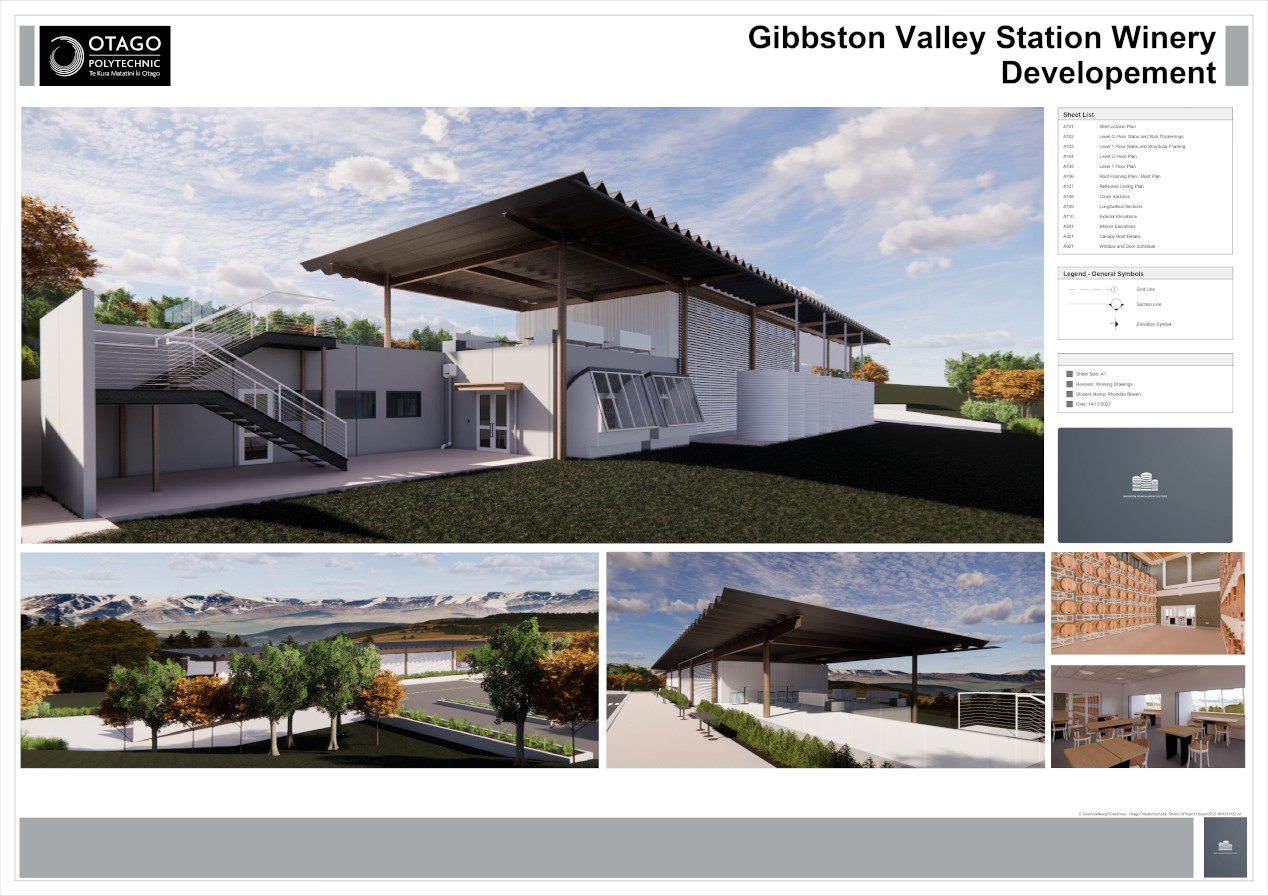 OTAGO
POLYTECHNIC
Te Kura Matatini ki Otago
Gibbston Valley Station Winery
Developement
Sheet List
A101 Site/Location Plan
A102 Level G Floor Slabs and Slab Thickenings
A103 Level 1 Floor Slabs and Structural Framing
A104 Level G Floor Plan
A105 Level 1 Floor Plan
A106 Roof Framing Plan / Roof Plan
A107 Reflected Ceiling Plan
A108 Cross Sections
A109 Longitudinal Sections
A110 Exterior Elevations
A201 Interior Elevations
A301 Canopy Roof Details
A501 Window and Door Schedule
Legend - General Symbols
Grid Line
Section Line
Elevation Symbol
Sheet Size: A1
Revision: Working Drawings
Student Name: Rhondda Bewen
Date: 14/11/2022